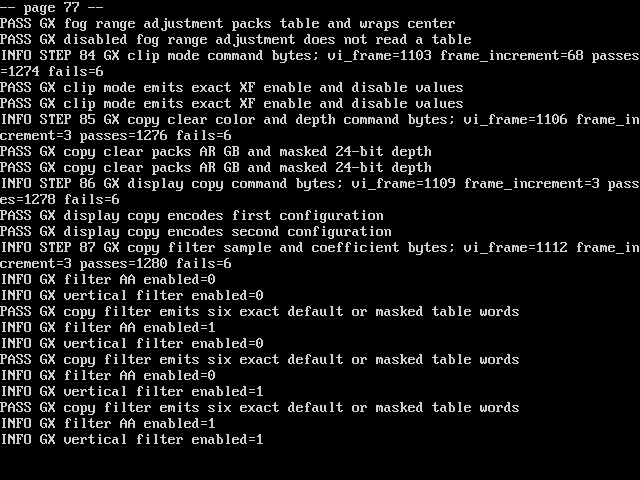 -- page 77 --
PASS GX fog range adjustment packs table and wraps center
PASS GX disabled fog range adjustment does not read a table
INFO STEP 84 GX clip mode command bytes; vi_frame=1103 frame_increment=68 passes
=1274 fails=6
PASS GX clip mode emits exact XF enable and disable values
PASS GX clip mode emits exact XF enable and disable values
INFO STEP 85 GX copy clear color and depth command bytes; vi_frame=1106 frame_in
crement=3 passes=1276 fails=6
PASS GX copy clear packs AR GB and masked 24-bit depth
PASS GX copy clear packs AR GB and masked 24-bit depth
INFO STEP 86 GX display copy command bytes; vi_frame=1109 frame_increment=3 pass
es=1278 fails=6
PASS GX display copy encodes first configuration
PASS GX display copy encodes second configuration
INFO STEP 87 GX copy filter sample and coefficient bytes; vi_frame=1112 frame_in
crement=3 passes=1280 fails=6
INFO GX filter AA enabled=0
INFO GX vertical filter enabled=0
PASS GX copy filter emits six exact default or masked table words
INFO GX filter AA enabled=1
INFO GX vertical filter enabled=0
PASS GX copy filter emits six exact default or masked table words
INFO GX filter AA enabled=0
INFO GX vertical filter enabled=1
PASS GX copy filter emits six exact default or masked table words
INFO GX filter AA enabled=1
INFO GX vertical filter enabled=1